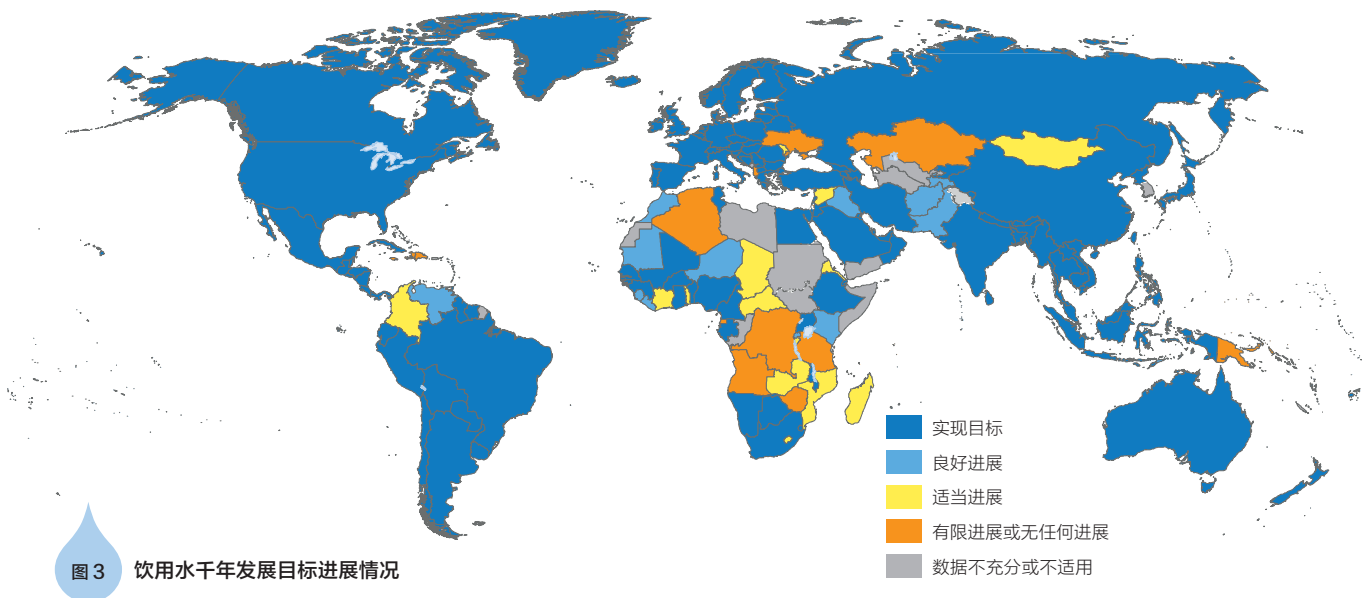 实现目标
良好进展
适当进展
有限进展或无任何进展
数据不充分或不适用
图 3 饮用水千年发展目标进展情况